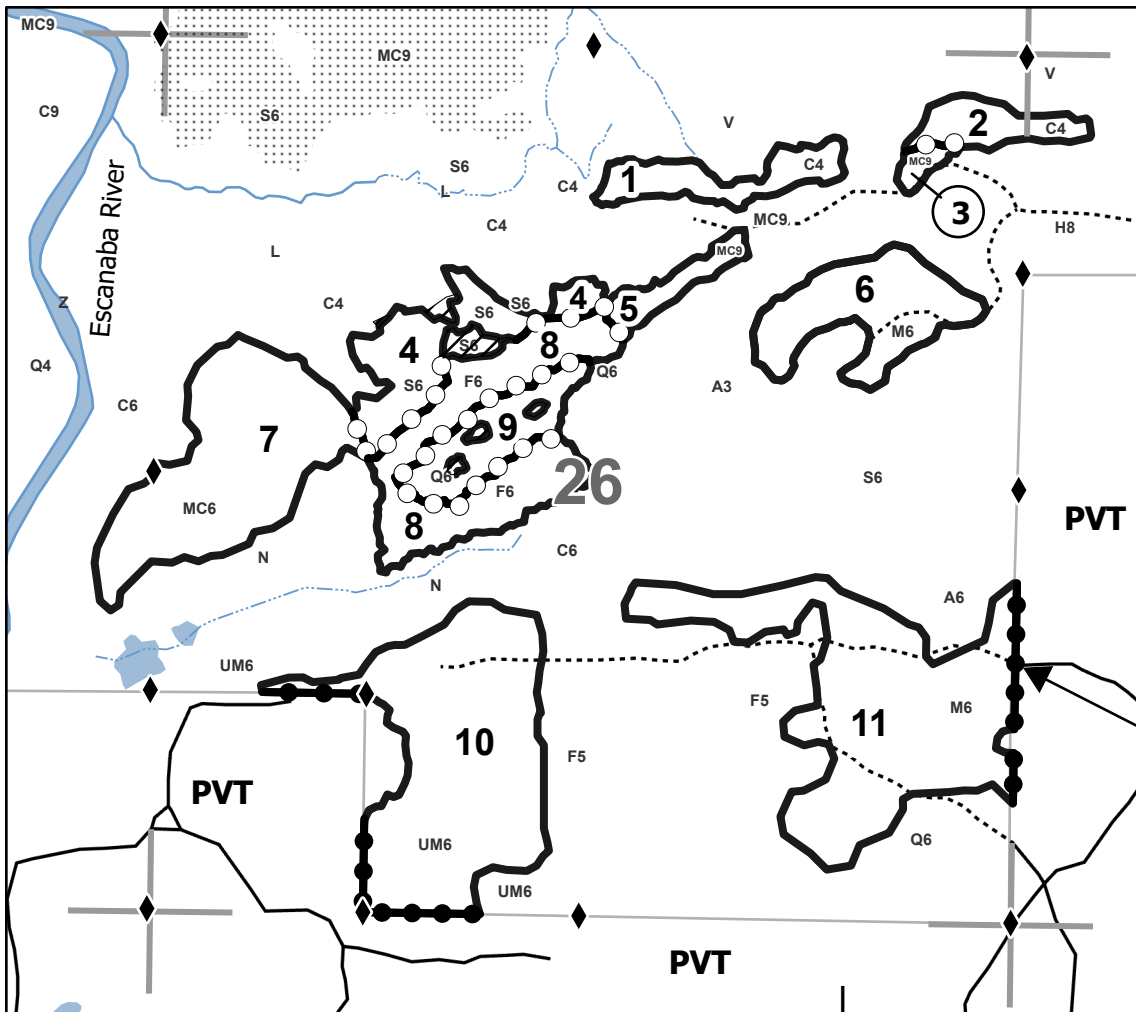 MC9
MC9
V
C9
S6
V
2
C4
S6
L
C4
1
C4
MC9
3
MC9
H8
C4
L
MC9
Escanaba River
Z
C4
S6
S6
4
5
6
M6
4
S6
8
Q4
S6
F6
Q6
A3
C6
7
9
Q6
F6
26
S6
MC6
8
PVT
N
C6
N
A6
UM6
F5
M6
11
10
F5
PVT
UM6
Q6
UM6
PVT